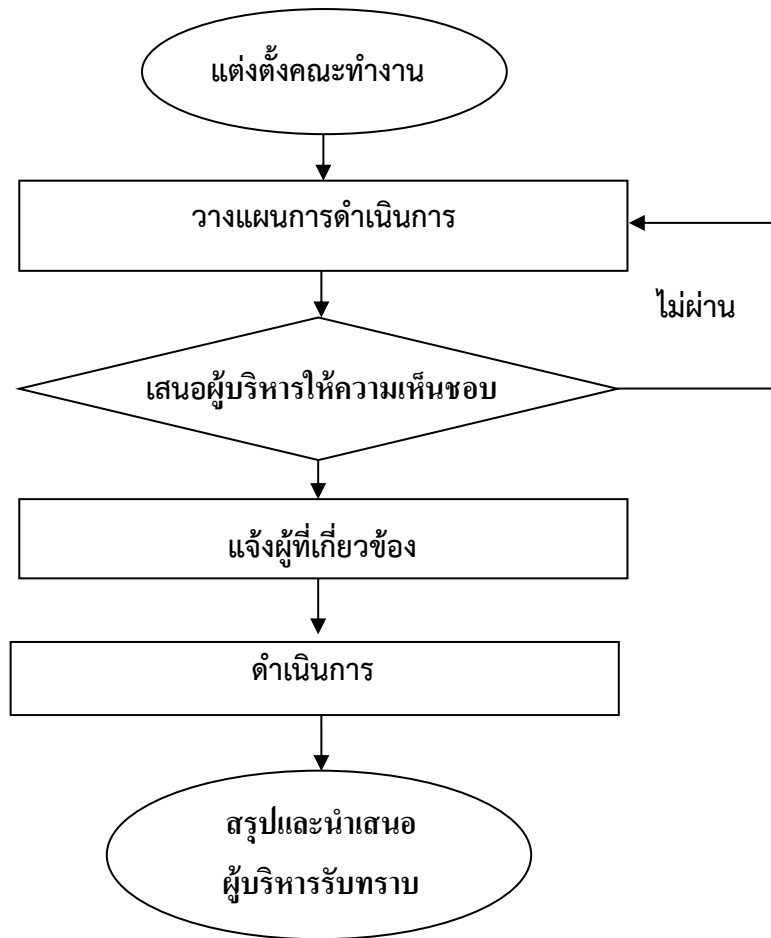 แต่งตั้งคณะทำงาน
วางแผนการดำเนินการ
ไม่ผ่าน
เสนอผู้บริหารให้ความเห็นชอบ
แจ้งผู้ที่เกี่ยวข้อง
ดำเนินการ
สรุปและนำเสนอ
ผู้บริหารรับทราบ